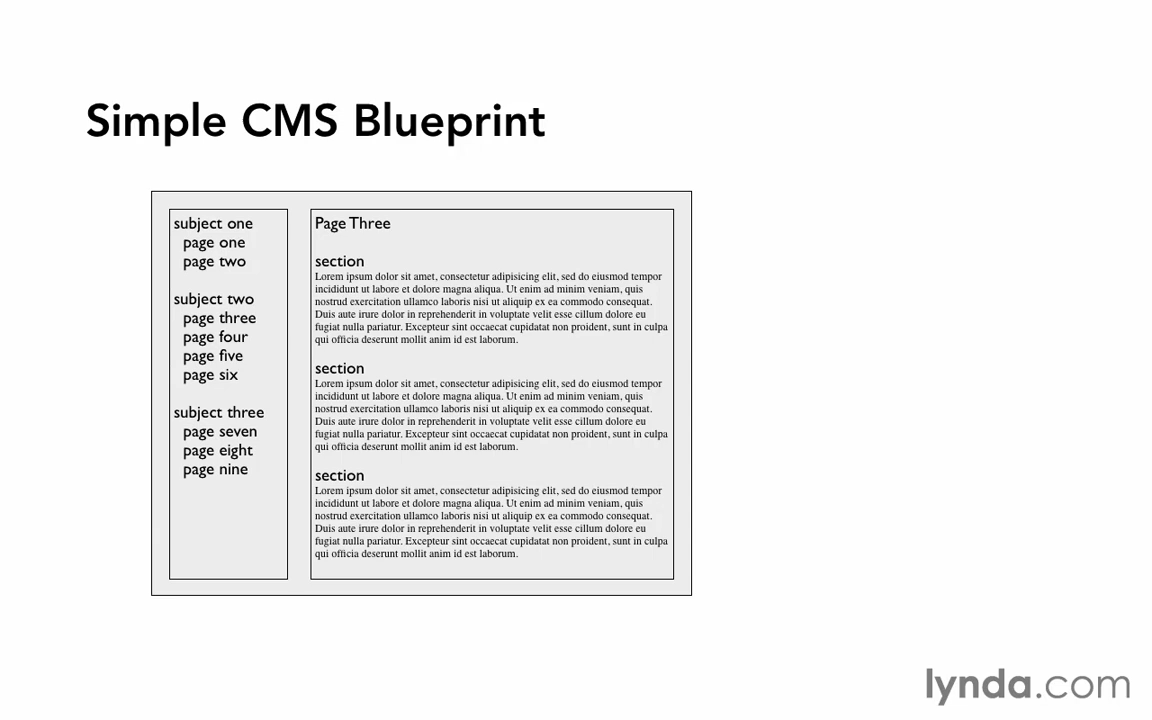 Simple CMS Blueprint
subject one
page one
page two
subject two
page three
page four
page five
page six
subject three
page seven
page eight
page nine
Page Three
section
Lorem ipsum dolor sit amet, consectetur adipisicing elit, sed do eiusmod tempor
incididunt ut labore et dolore magna aliqua. Ut enim ad minim veniam, quis
nostrud exercitation ullamco laboris nisi ut aliquip ex ea commodo consequat.
Duis aute irure dolor in reprehenderit in voluptate velit esse cillum dolore eu
fugiat nulla pariatur. Excepteur sint occaecat cupidatat non proident, sunt in culpa
qui officia deserunt mollit anim id est laborum.
section
Lorem ipsum dolor sit amet, consectetur adipisicing elit, sed do eiusmod tempor
incididunt ut labore et dolore magna aliqua. Ut enim ad minim veniam, quis
nostrud exercitation ullamco laboris nisi ut aliquip ex ea commodo consequat.
Duis aute irure dolor in reprehenderit in voluptate velit esse cillum dolore eu
fugiat nulla pariatur. Excepteur sint occaecat cupidatat non proident, sunt in culpa
qui officia deserunt mollit anim id est laborum.
section
Lorem ipsum dolor sit amet, consectetur adipisicing elit, sed do eiusmod tempor
incididunt ut labore et dolore magna aliqua. Ut enim ad minim veniam, quis
nostrud exercitation ullamco laboris nisi ut aliquip ex ea commodo consequat.
Duis aute irure dolor in reprehenderit in voluptate velit esse cillum dolore eu
fugiat nulla pariatur. Excepteur sint occaecat cupidatat non proident, sunt in culpa
qui officia deserunt mollit anim id est laborum.
lynda.com